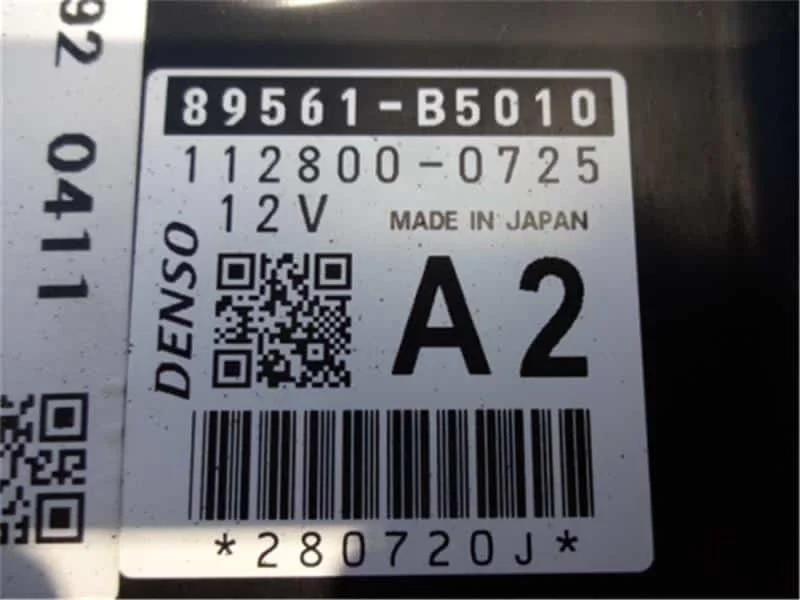 89561-B5010
112800-0725
12V MADE IN JAPAN
DENSO
A2
*280720J*
92 0411